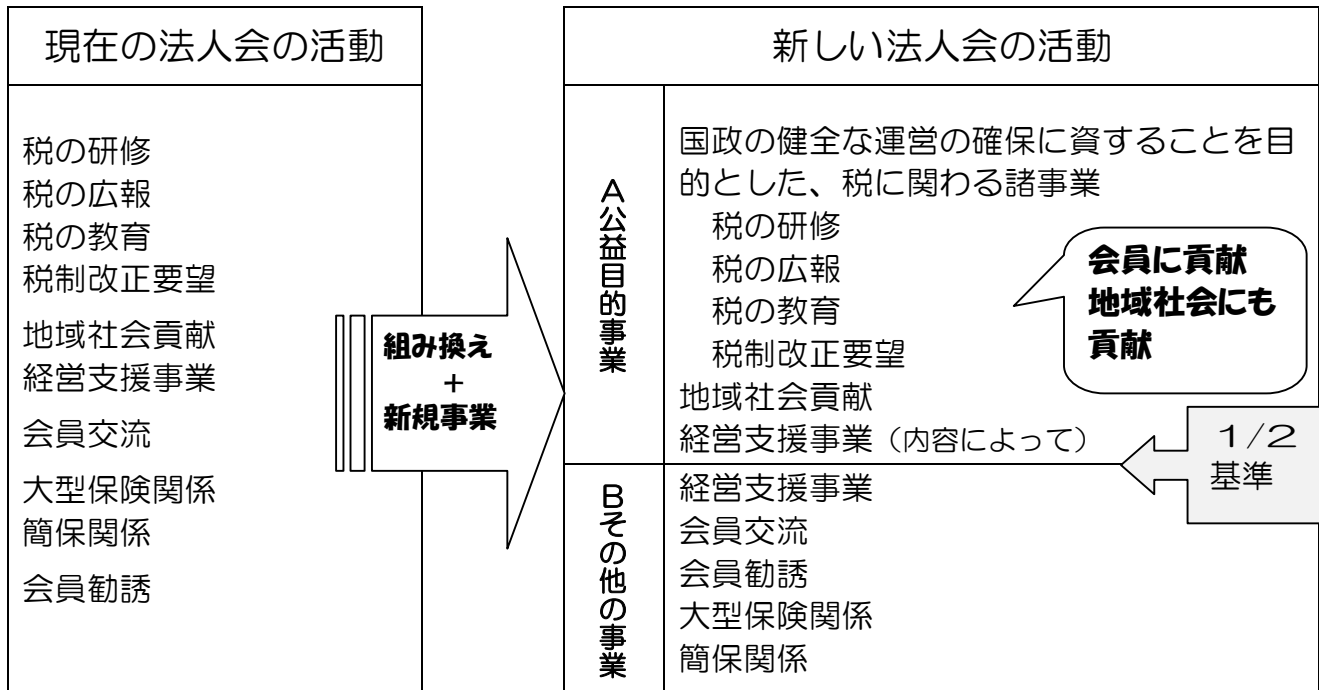 現在の法人会の活動
税の研修
税の広報
税の教育
税制改正要望
地域社会貢献
経営支援事業
会員交流
大型保険関係
簡保関係
会員勧誘
組み換え
+
新規事業
新しい法人会の活動
A公益目的事業
国政の健全な運営の確保に資することを目
的とした、税に関わる諸事業
税の研修
税の広報
税の教育
税制改正要望
地域社会貢献
経営支援事業(内容によって)
会員に貢献
地域社会にも
貢献
1/2
基準
Bその他の事業
経営支援事業
会員交流
会員勧誘
大型保険関係
簡保関係